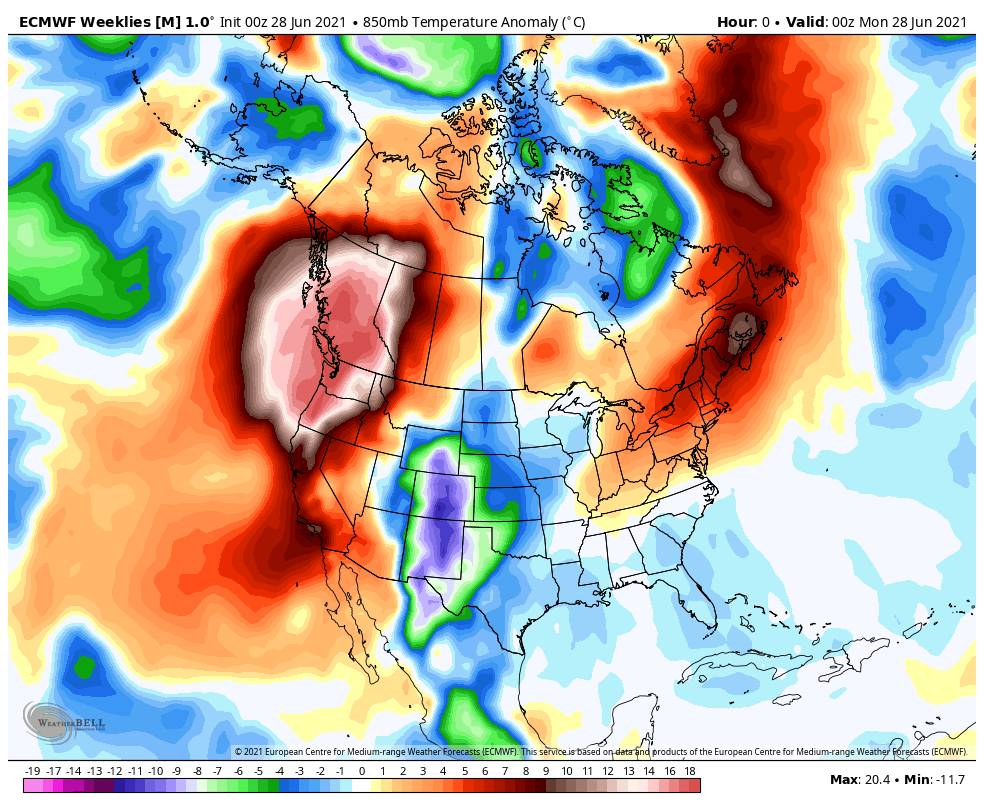 ECMWF Weeklies [M] 1.0° Init 00z 28 Jun 2021 • 850mb Temperature Anomaly (°C)
Hour: 0 • Valid: 00z Mon 28 Jun 2021
WEATHERBELL
© 2021 European Centre for Medium-range Weather Forecasts (ECMWF). This service is based on data and products of the European Centre for Medium-range Weather Forecasts (ECMWF).
-19 -17 -14 -13 -12 -11 -10 -9 -8 -7 -6 -5 -4 -3 -2 -1 0 1 2 3 4 5 6 7 8 9 10 11 12 13 14 16 18
Max: 20.4 • Min: -11.7